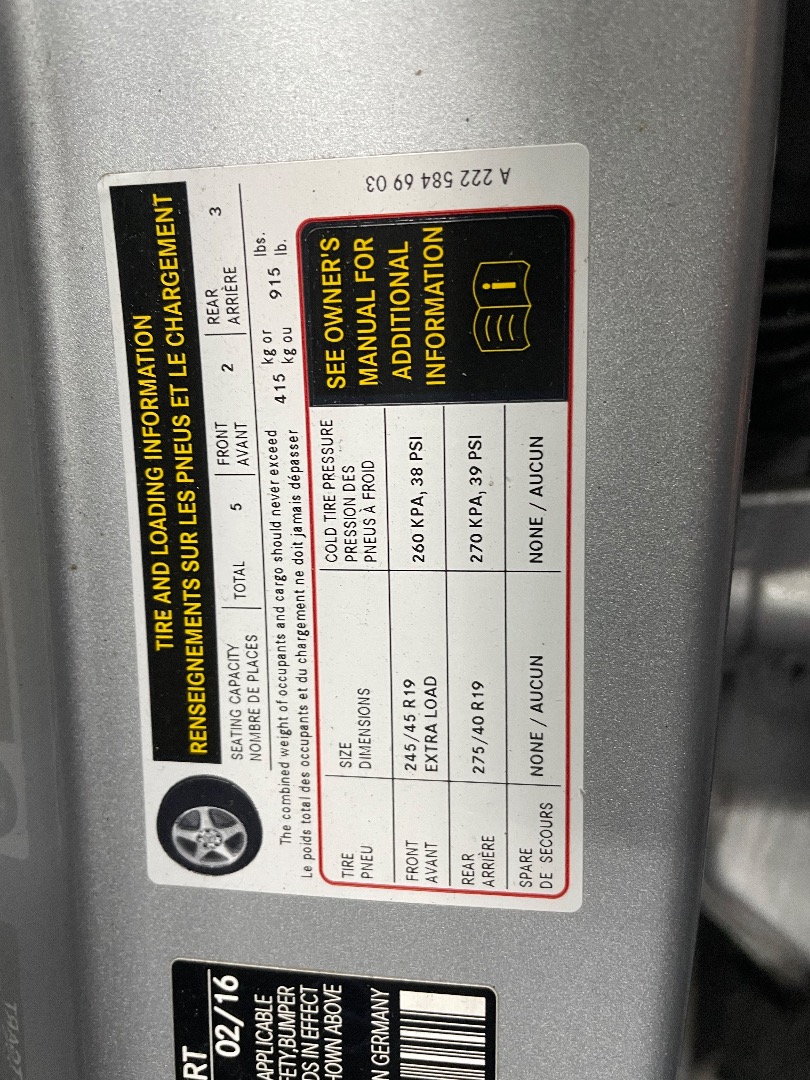 TIRE AND LOADING INFORMATION
RENSEIGNEMENTS SUR LES PNEUS ET LE CHARGEMENT
SEATING CAPACITY
NOMBRE DE PLACES
TOTAL 5
FRONT
AVANT
2
REAR
ARRIÈRE
3
The combined weight of occupants and cargo should never exceed 415 kg or 915 lbs.
Le poids total des occupants et du chargement ne doit jamais dépasser kg ou lb.
TIRE
PNEU
SIZE
DIMENSIONS
COLD TIRE PRESSURE
PRESSION DES
PNEUS À FROID
FRONT
AVANT
245/45 R19
EXTRA LOAD
260 KPA, 38 PSI
REAR
ARRIÈRE
275/40 R19
270 KPA, 39 PSI
SPARE
DE SECOURS
NONE / AUCUN
NONE / AUCUN
SEE OWNER'S
MANUAL FOR
ADDITIONAL
INFORMATION
i
A 222 584 69 03
RT
02/16
APPLICABLE
BUMPER
IN EFFECT
ABOVE
GERMANY